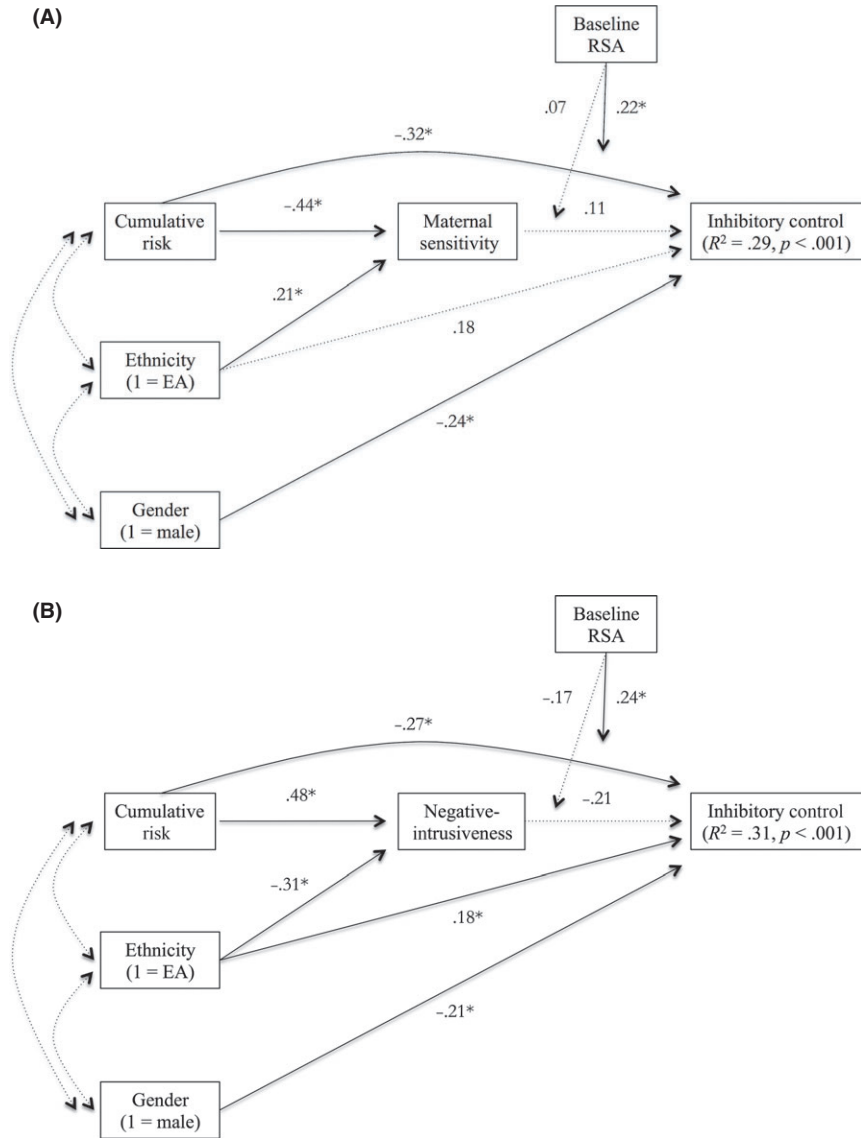 (A)
Baseline
RSA
.07
.22*
–.32*
Cumulative
risk
–.44*
Maternal
sensitivity
.11
Inhibitory control
(R² = .29, p < .001)
.21*
.18
Ethnicity
(1 = EA)
–.24*
Gender
(1 = male)
(B)
Baseline
RSA
–.17
.24*
–.27*
Cumulative
risk
.48*
Negative-
intrusiveness
–.21
Inhibitory control
(R² = .31, p < .001)
–.31*
.18*
Ethnicity
(1 = EA)
–.21*
Gender
(1 = male)